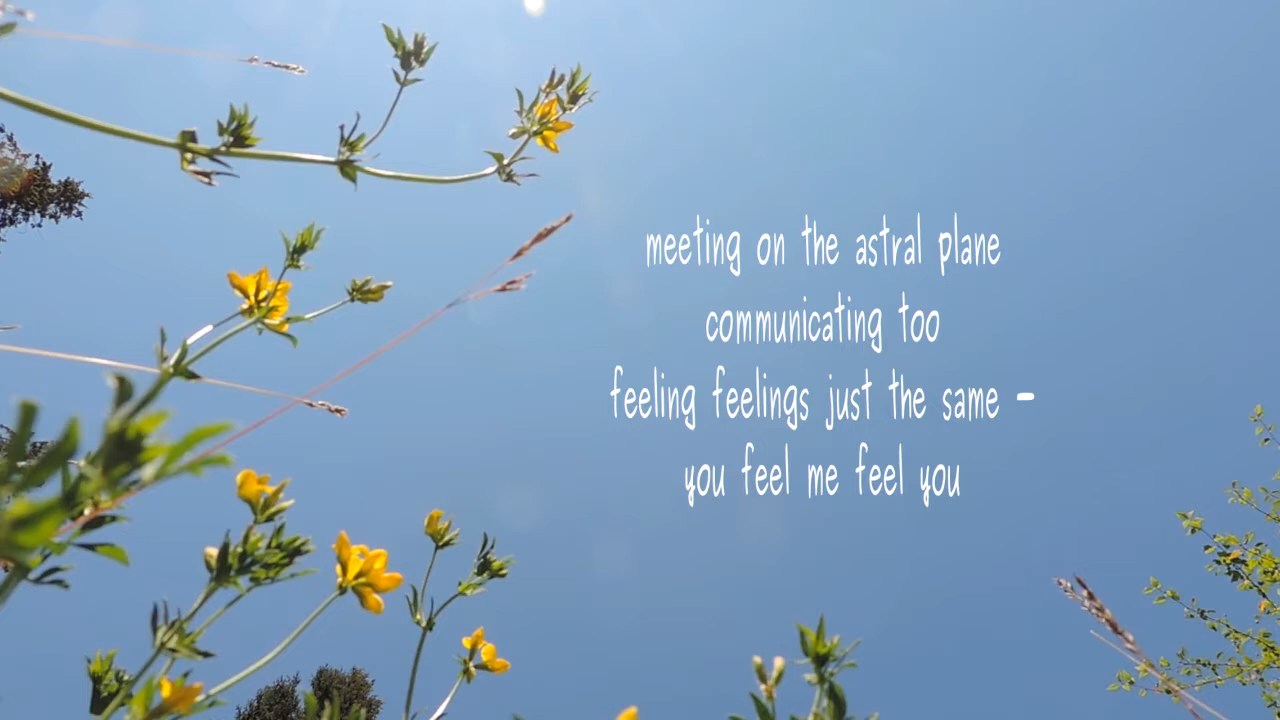 meeting on the astral plane
communicating too
feeling feelings just the same -
you feel me feel you